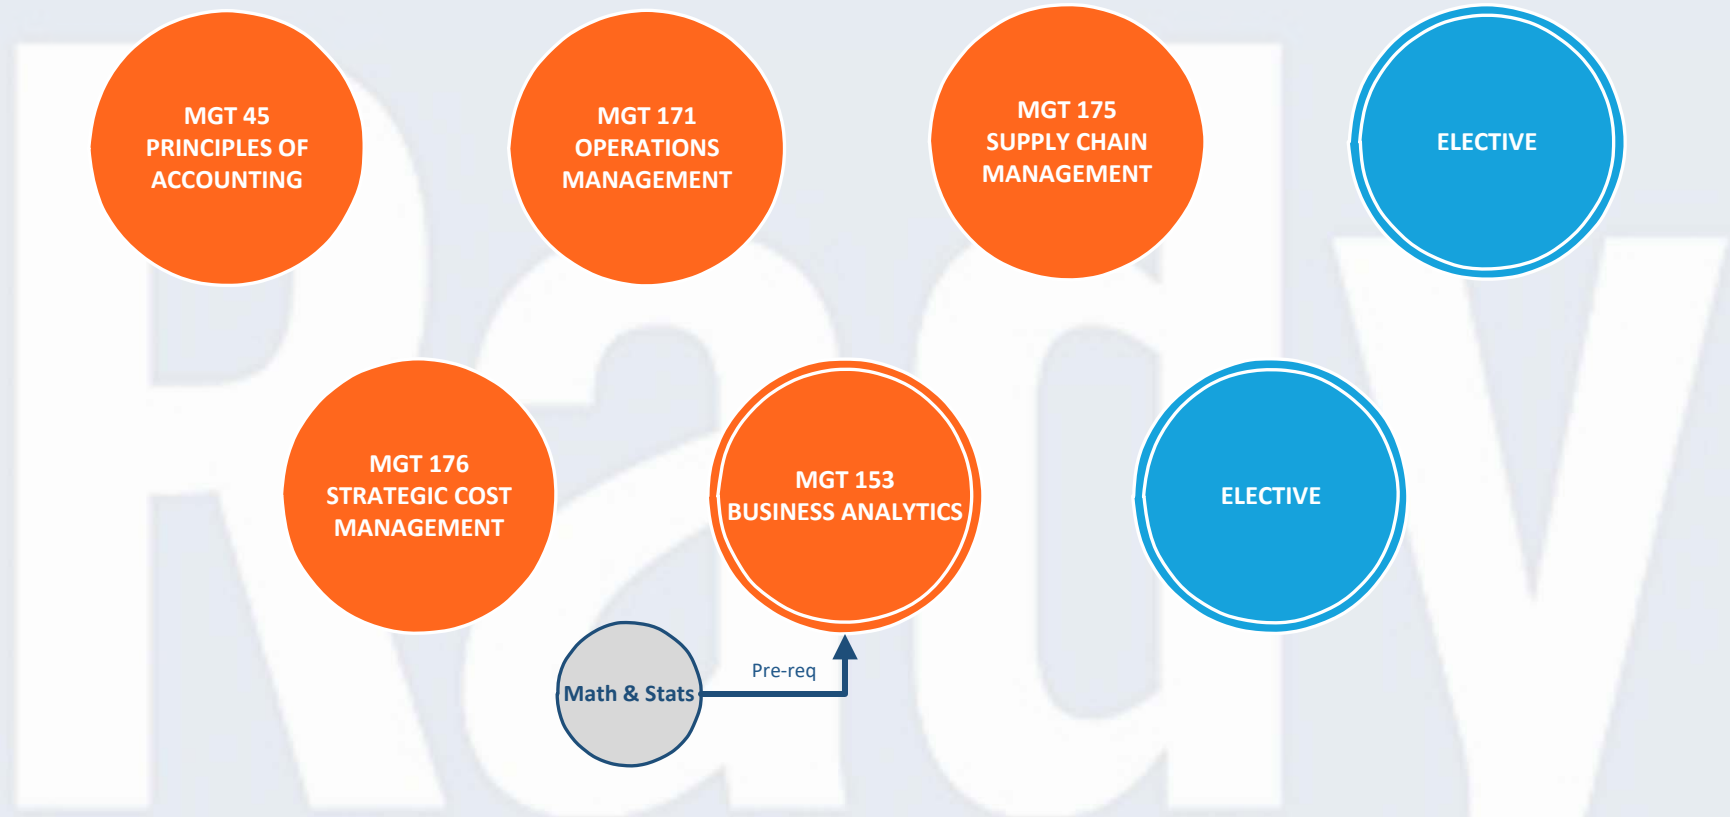 MGT 45
PRINCIPLES OF
ACCOUNTING
MGT 171
OPERATIONS
MANAGEMENT
MGT 175
SUPPLY CHAIN
MANAGEMENT
ELECTIVE
MGT 176
STRATEGIC COST
MANAGEMENT
MGT 153
BUSINESS ANALYTICS
ELECTIVE
Math & Stats
Pre-req
Rady